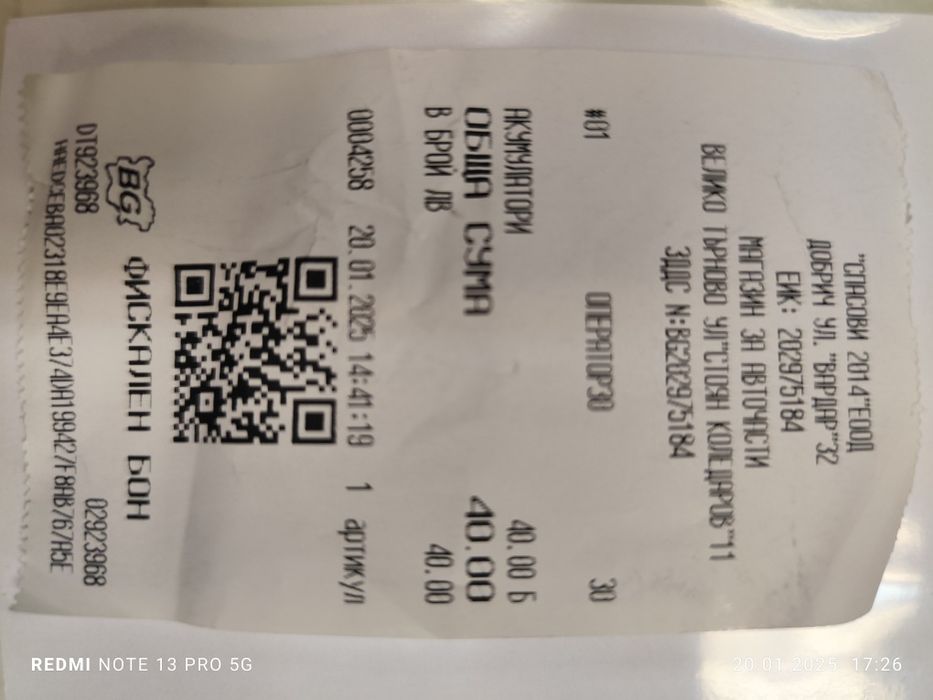 "СПАСОВИ 2014"ЕООД
ДОБРИЧ УЛ. "ВАРДАР"32
ЕИК: 202975184
МАГАЗИН ЗА АВТОЧАСТИ
ВЕЛИКО ТЪРНОВО УЛ"СТОЯН КОЛЕДАРОВ"11
ЗДДС N:BG202975184
#01 ОПЕРАТОР30 30
АКУМУЛАТОРИ 40.00 Б
ОБЩА СУМА 40.00
В БРОЙ ЛВ 40.00
0004258 20.01.2025 14:41:19 1 артикул
BG ФИСКАЛЕН БОН
DT923968 02923968
REDMI NOTE 13 PRO 5G
20.01.2025 17:26